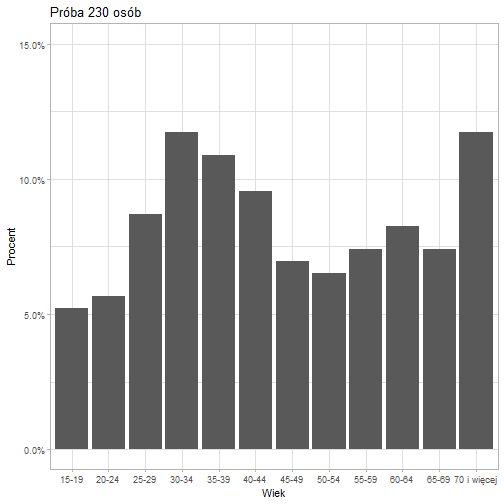 Próba 230 osób
15.0%
10.0%
5.0%
0.0%
Procent
15-19 20-24 25-29 30-34 35-39 40-44 45-49 50-54 55-59 60-64 65-69 70 i więcej
Wiek